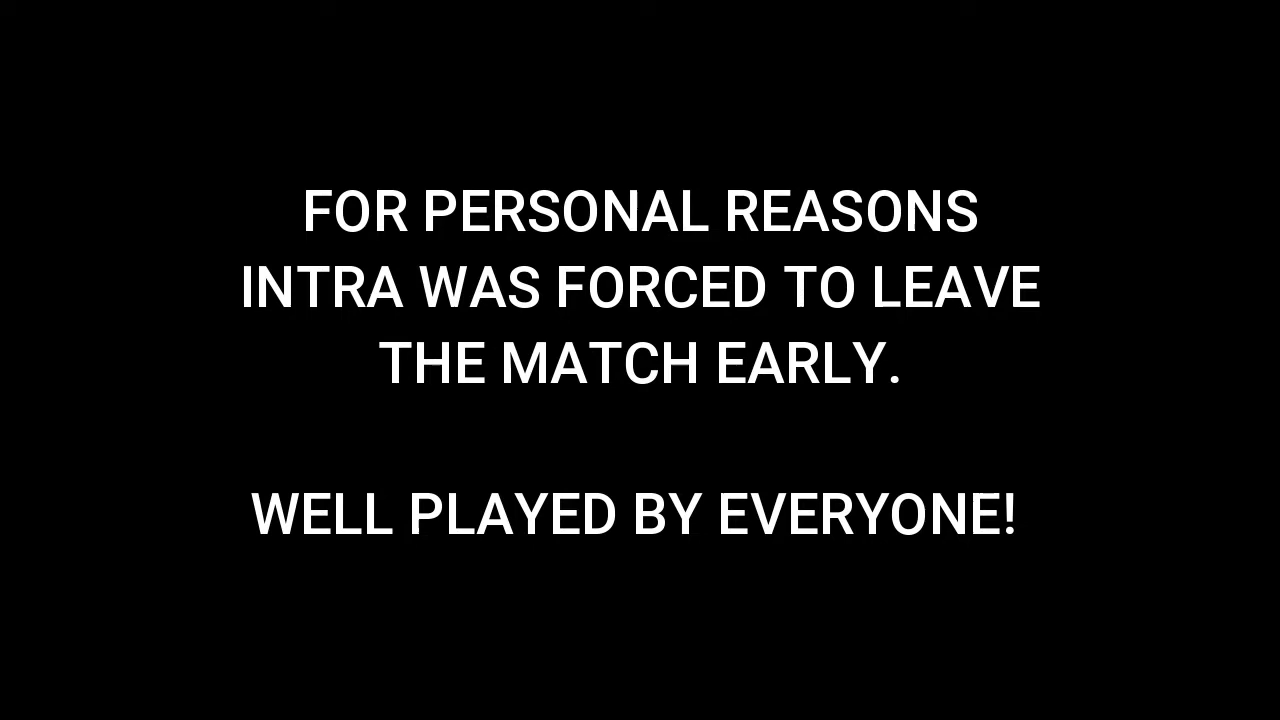 FOR PERSONAL REASONS
INTRA WAS FORCED TO LEAVE
THE MATCH EARLY.
WELL PLAYED BY EVERYONE!